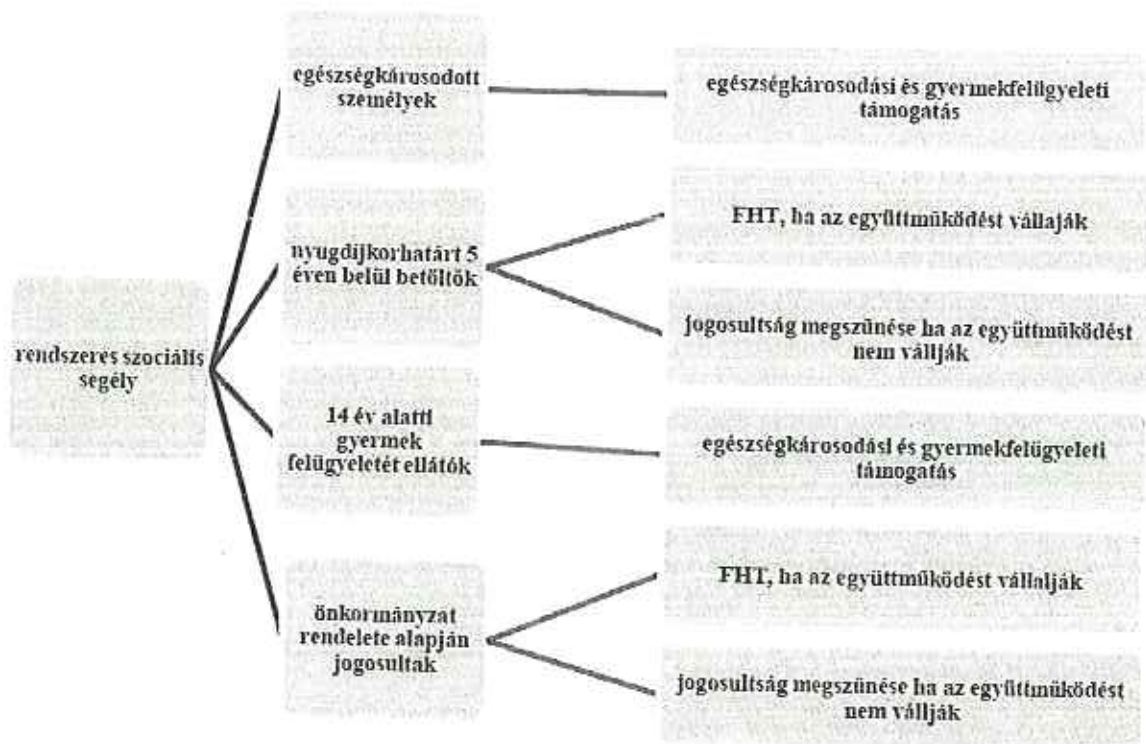 rendszeres szociális
segély
egészségkárosodott
személyek
egészségkárosodási és gyermekfelügyeleti
támogatás
nyugdíjkorhatárt 5
éven belül betöltők
FHT, ha az együttműködést vállaják
jogosultság megszűnése ha az együttműködést
nem vállják
14 év alatti
gyermek
felügyeletét ellátók
egészségkárosodási és gyermekfelügyeleti
támogatás
önkormányzat
rendelete alapján
jogosultak
FHT, ha az együttműködést vállalják
jogosultság megszűnése ha az együttműködést
nem vállják